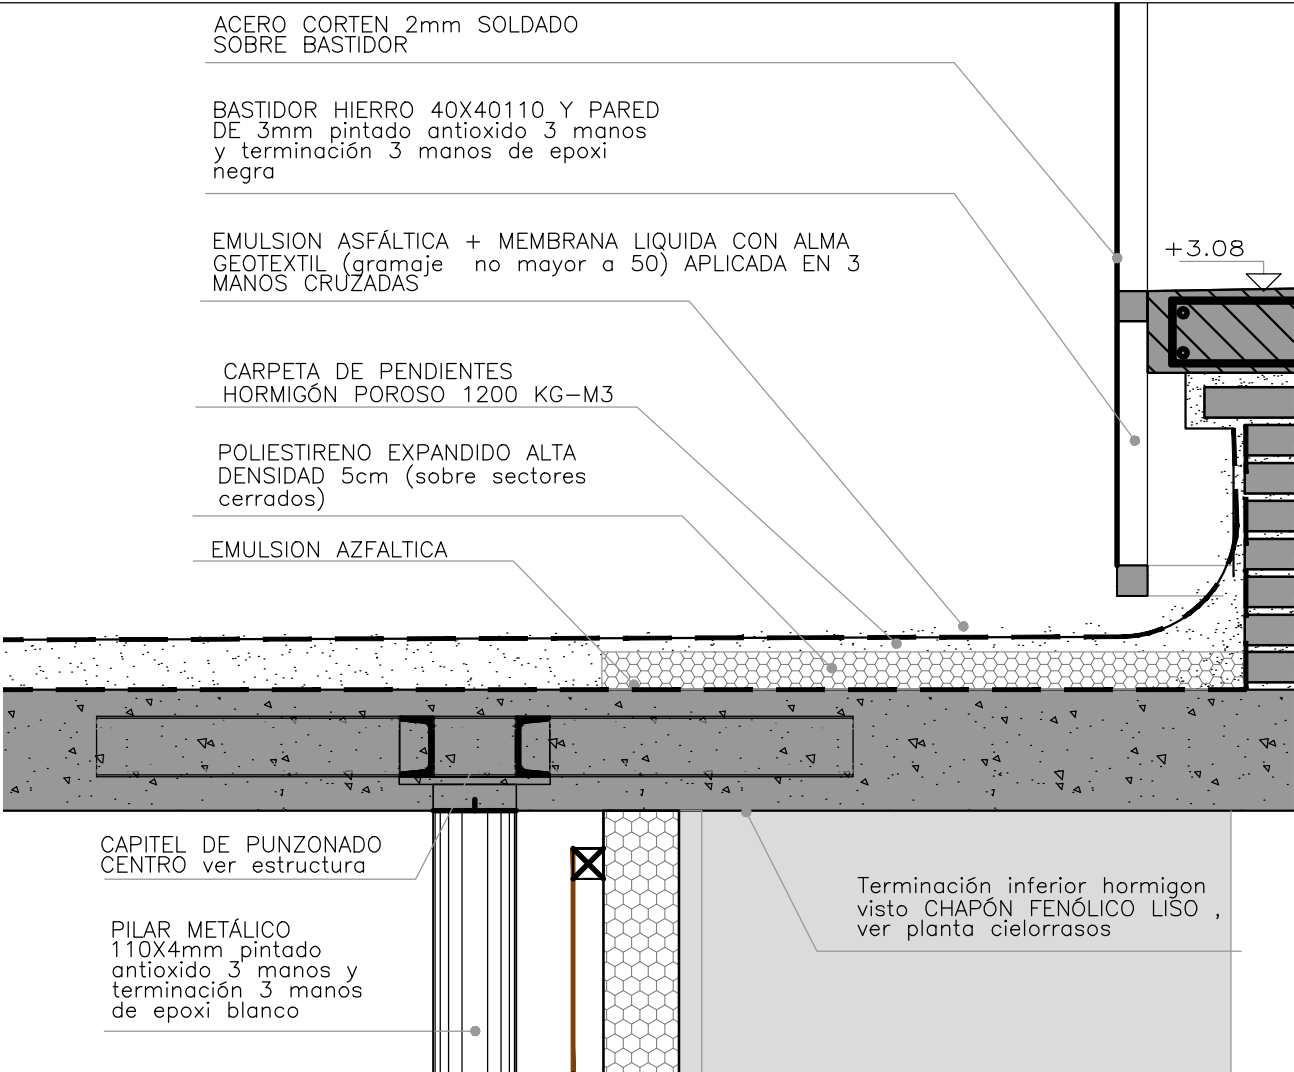 ACERO CORTEN 2mm SOLDADO
SOBRE BASTIDOR
BASTIDOR HIERRO 40X40110 Y PARED
DE 3mm pintado antioxido 3 manos
y terminación 3 manos de epoxi
negra
EMULSION ASFÁLTICA + MEMBRANA LIQUIDA CON ALMA
GEOTEXTIL (gramaje no mayor a 50) APLICADA EN 3
MANOS CRUZADAS
+3.08
CARPETA DE PENDIENTES
HORMIGÓN POROSO 1200 KG-M3
POLIESTIRENO EXPANDIDO ALTA
DENSIDAD 5cm (sobre sectores
cerrados)
EMULSION AZFALTICA
CAPITEL DE PUNZONADO
CENTRO ver estructura
PILAR METÁLICO
110X4mm pintado
antioxido 3 manos y
terminación 3 manos
de epoxi blanco
Terminación inferior hormigon
visto CHAPÓN FENÓLICO LISO ,
ver planta cielorrasos